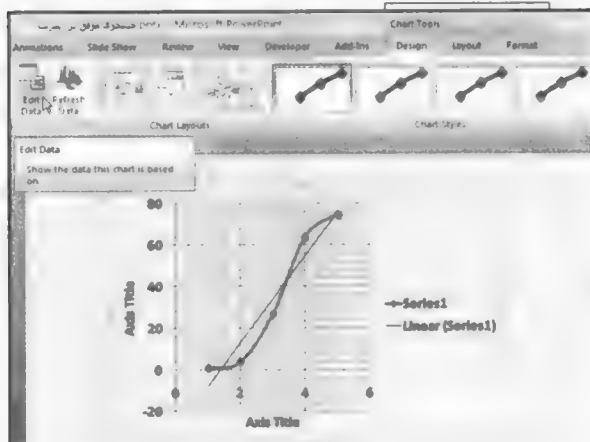 Microsoft PowerPoint Chart Tools
Animations Slide Show Review View Developer Add-Ins Design Layout Format
Edit Data Refresh Data
Chart Layouts Chart Styles
Edit Data
Show the data this chart is based on.
80
60
40
20
0
-20
0 2 4 6
Axis Title
Axis Title
Series1
Linear (Series1)